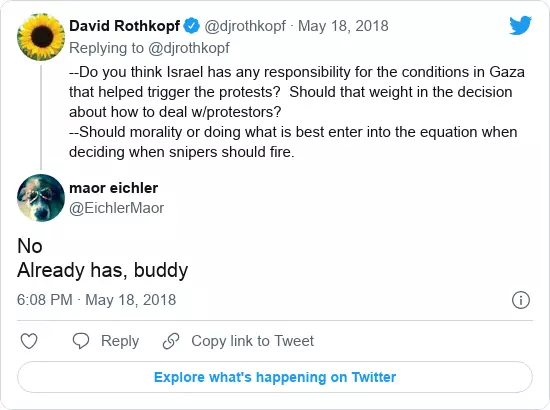 David Rothkopf @djrothkopf · May 18, 2018
Replying to @djrothkopf
--Do you think Israel has any responsibility for the conditions in Gaza
that helped trigger the protests?  Should that weight in the decision
about how to deal w/protestors?
--Should morality or doing what is best enter into the equation when
deciding when snipers should fire.
maor eichler
@EichlerMaor
No
Already has, buddy
6:08 PM · May 18, 2018
Reply Copy link to Tweet
Explore what's happening on Twitter